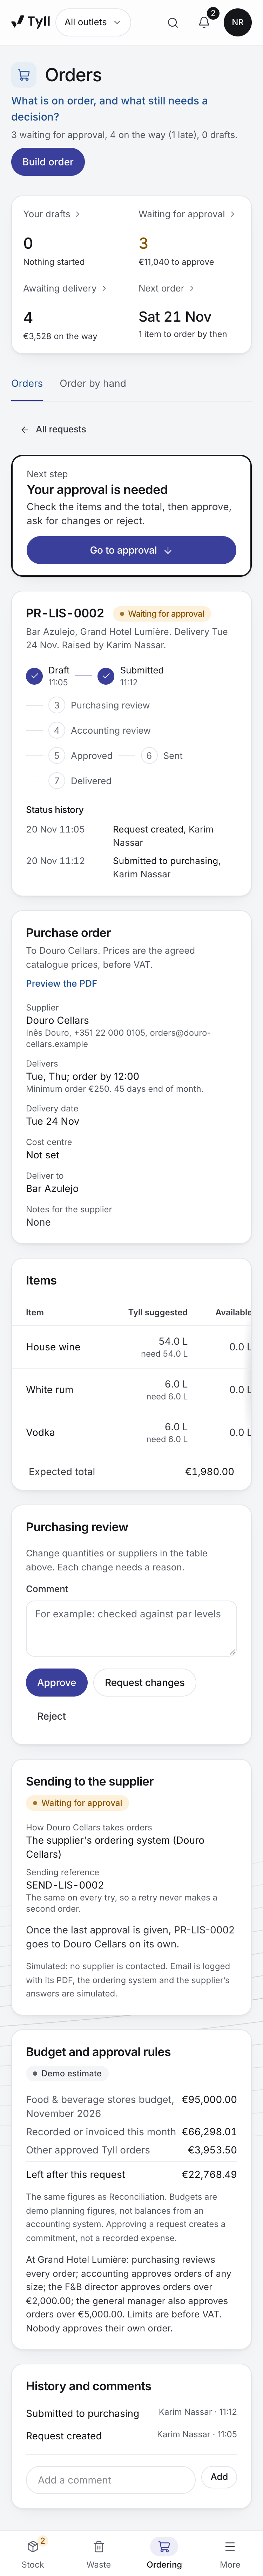 Tyll
All outlets
2
NR
Orders
What is on order, and what still needs a
decision?
3 waiting for approval, 4 on the way (1 late), 0 drafts.
Build order
Your drafts
Waiting for approval
0
3
Nothing started
€11,040 to approve
Awaiting delivery
Next order
4
Sat 21 Nov
€3,528 on the way
1 item to order by then
Orders
Order by hand
All requests
Next step
Your approval is needed
Check the items and the total, then approve,
ask for changes or reject.
Go to approval
PR-LIS-0002
Waiting for approval
Bar Azulejo, Grand Hotel Lumière. Delivery Tue
24 Nov. Raised by Karim Nassar.
Draft
11:05
Submitted
11:12
3 Purchasing review
4 Accounting review
5 Approved
6 Sent
7 Delivered
Status history
20 Nov 11:05
Request created, Karim
Nassar
20 Nov 11:12
Submitted to purchasing,
Karim Nassar
Purchase order
To Douro Cellars. Prices are the agreed
catalogue prices, before VAT.
Preview the PDF
Supplier
Douro Cellars
Inês Douro, +351 22 000 0105, orders@douro-
cellars.example
Delivers
Tue, Thu; order by 12:00
Minimum order €250. 45 days end of month.
Delivery date
Tue 24 Nov
Cost centre
Not set
Deliver to
Bar Azulejo
Notes for the supplier
None
Items
Item
Tyll suggested
Available
House wine
54.0 L
need 54.0 L
0.0 L
White rum
6.0 L
need 6.0 L
0.0 L
Vodka
6.0 L
need 6.0 L
0.0 L
Expected total
€1,980.00
Purchasing review
Change quantities or suppliers in the table
above. Each change needs a reason.
Comment
For example: checked against par levels
Approve
Request changes
Reject
Sending to the supplier
Waiting for approval
How Douro Cellars takes orders
The supplier's ordering system (Douro
Cellars)
Sending reference
SEND-LIS-0002
The same on every try, so a retry never makes a
second order.
Once the last approval is given, PR-LIS-0002
goes to Douro Cellars on its own.
Simulated: no supplier is contacted. Email is logged
with its PDF, the ordering system and the supplier's
answers are simulated.
Budget and approval rules
Demo estimate
Food & beverage stores budget,
November 2026
€95,000.00
Recorded or invoiced this month
€66,298.01
Other approved Tyll orders
€3,953.50
Left after this request
€22,768.49
The same figures as Reconciliation. Budgets are
demo planning figures, not balances from an
accounting system. Approving a request creates a
commitment, not a recorded expense.
At Grand Hotel Lumière: purchasing reviews
every order; accounting approves orders of any
size; the F&B director approves orders over
€2,000.00; the general manager also approves
orders over €5,000.00. Limits are before VAT.
Nobody approves their own order.
History and comments
Submitted to purchasing
Karim Nassar · 11:12
Request created
Karim Nassar · 11:05
Add a comment
Add
2
Stock
Waste
Ordering
More